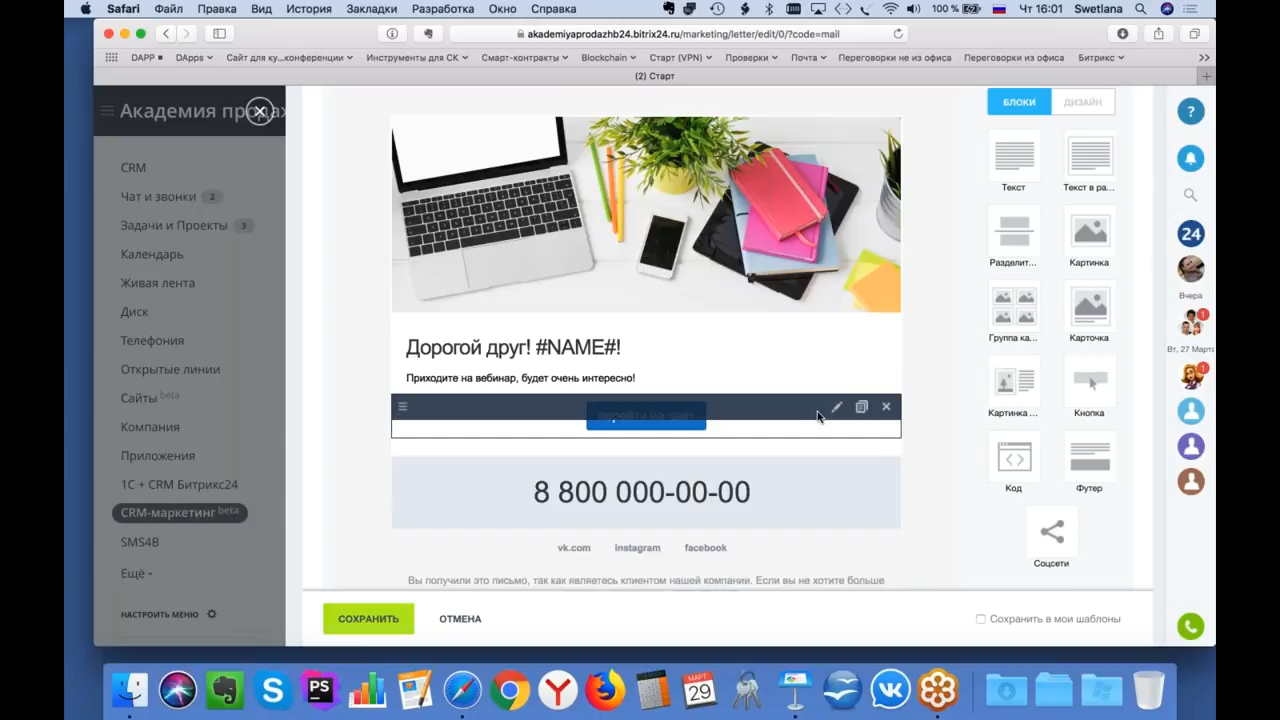 Safari Файл Правка Вид История Закладки Разработка Окно Справка 100 % Чт 16:01 Swetlana
akademiyaprodazhb24.bitrix24.ru/marketing/letter/edit/0/?code=mail
DAPP DApps Сайт для ку...конференции Инструменты для СК Смарт-контракты Blockchain Старт (VPN) Проверки Почта Переговорки не из офиса Переговорки из офиса Битрикс
(2) Старт
Академия продаж
CRM
Чат и звонки 2
Задачи и Проекты 3
Календарь
Живая лента
Диск
Телефония
Открытые линии
Сайты beta
Компания
Приложения
1С + CRM Битрикс24
CRM-маркетинг beta
SMS4B
Ещё
НАСТРОИТЬ МЕНЮ
Дорогой друг! #NAME#!
Приходите на вебинар, будет очень интересно!
8 800 000-00-00
vk.com instagram facebook
Вы получили это письмо, так как являетесь клиентом нашей компании. Если вы не хотите больше
СОХРАНИТЬ ОТМЕНА
Сохранить в мои шаблоны
БЛОКИ ДИЗАЙН
Текст Текст в ра...
Разделит... Картинка
Группа ка... Карточка
Картинка ... Кнопка
Код Футер
Соцсети
?
24
Вчера
1
Вт, 27 Марта
1
PS
МАРТ
29